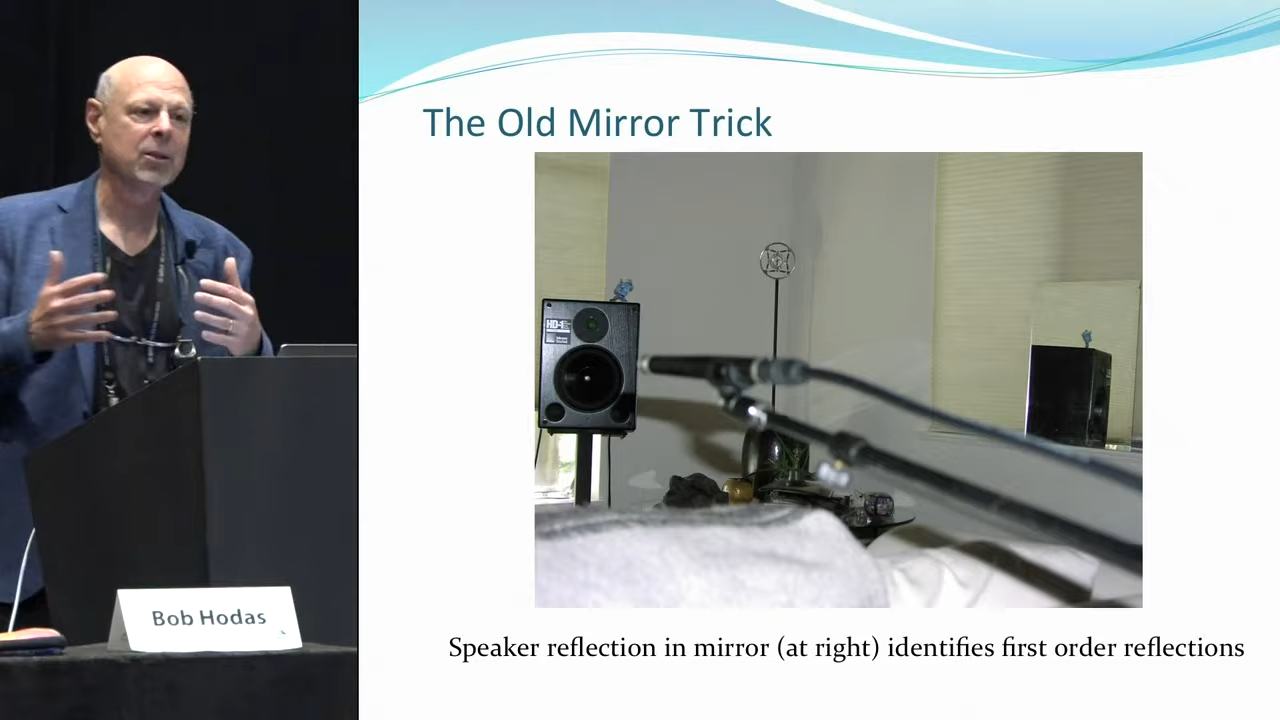 The Old Mirror Trick
HD-1
Speaker reflection in mirror (at right) identifies first order reflections
Bob Hodas